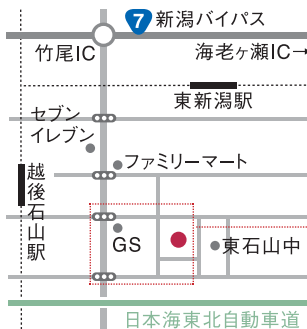 7 新潟バイパス
竹尾IC
海老ヶ瀬IC→
東新潟駅
セブン
イレブン
ファミリーマート
越後石山駅
GS
東石山中
日本海東北自動車道